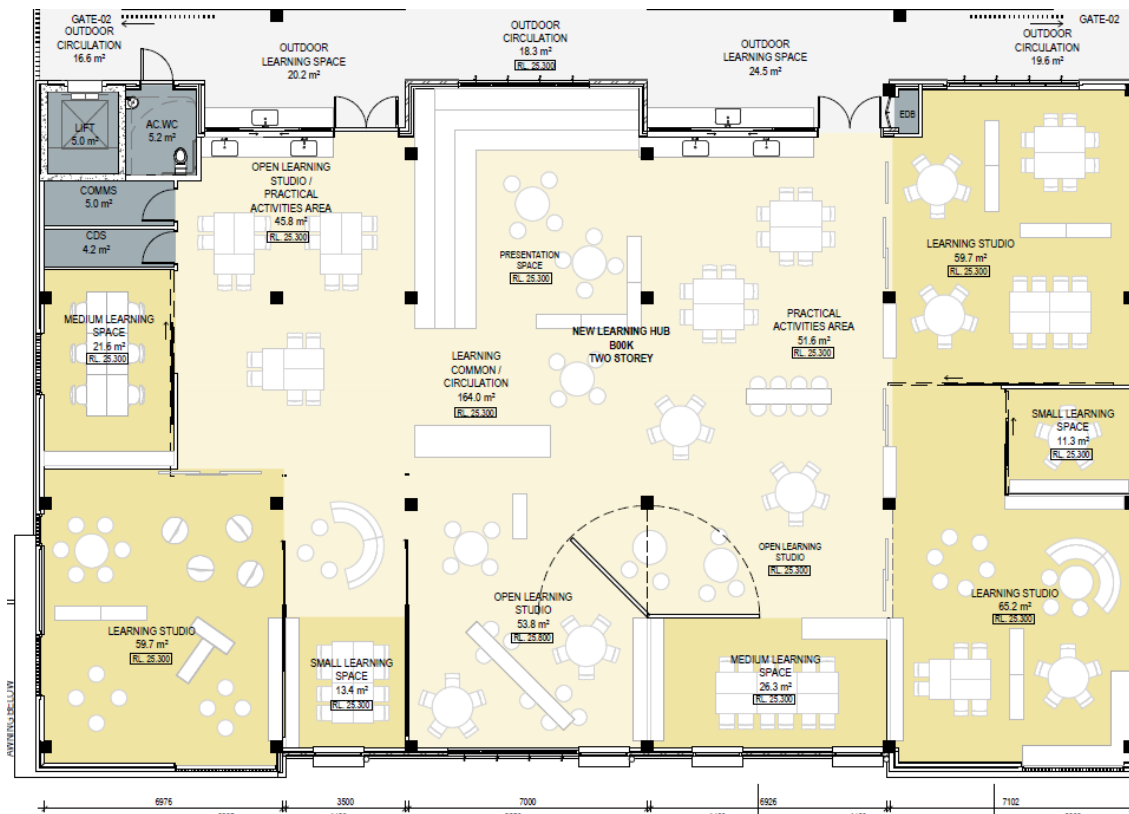 GATE-02
OUTDOOR
CIRCULATION
16.6 m²
OUTDOOR
LEARNING SPACE
20.2 m²
OUTDOOR
CIRCULATION
18.3 m²
RL. 25.300
OUTDOOR
LEARNING SPACE
24.5 m²
GATE-02
OUTDOOR
CIRCULATION
19.6 m²
LIFT
5.0 m²
AC.WC
5.2 m²
EDB
COMMS
5.0 m²
CDS
4.2 m²
OPEN LEARNING
STUDIO /
PRACTICAL
ACTIVITIES AREA
45.8 m²
RL. 25.300
PRESENTATION
SPACE
RL. 25.300
LEARNING STUDIO
59.7 m²
RL. 25.300
MEDIUM LEARNING
SPACE
21.6 m²
RL. 25.300
NEW LEARNING HUB
B00K
TWO STOREY
PRACTICAL
ACTIVITIES AREA
51.6 m²
RL. 25.300
LEARNING
COMMON /
CIRCULATION
164.0 m²
RL. 25.300
SMALL LEARNING
SPACE
11.3 m²
RL. 25.300
OPEN LEARNING
STUDIO
RL. 25.300
OPEN LEARNING
STUDIO
53.8 m²
RL. 25.800
LEARNING STUDIO
65.2 m²
RL. 25.300
LEARNING STUDIO
59.7 m²
RL. 25.300
SMALL LEARNING
SPACE
13.4 m²
RL. 25.300
MEDIUM LEARNING
SPACE
26.3 m²
RL. 25.300
AWNING BELOW
6976
3500
7000
6926
7102